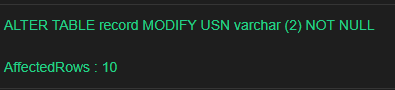 ALTER TABLE record MODIFY USN varchar (2) NOT NULL
AffectedRows : 10